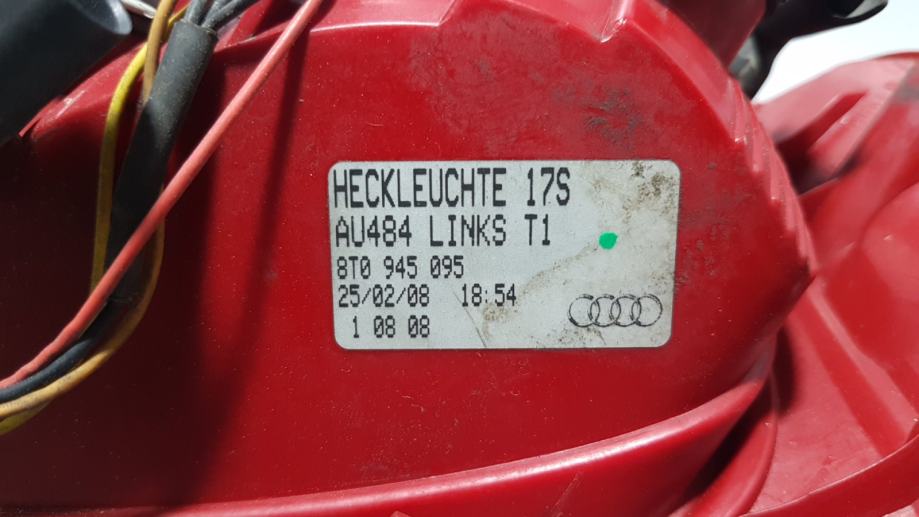 HECKLEUCHTE 17S
AU484 LINKS T1
8T0 945 095
25/02/08 18:54
1 08 08